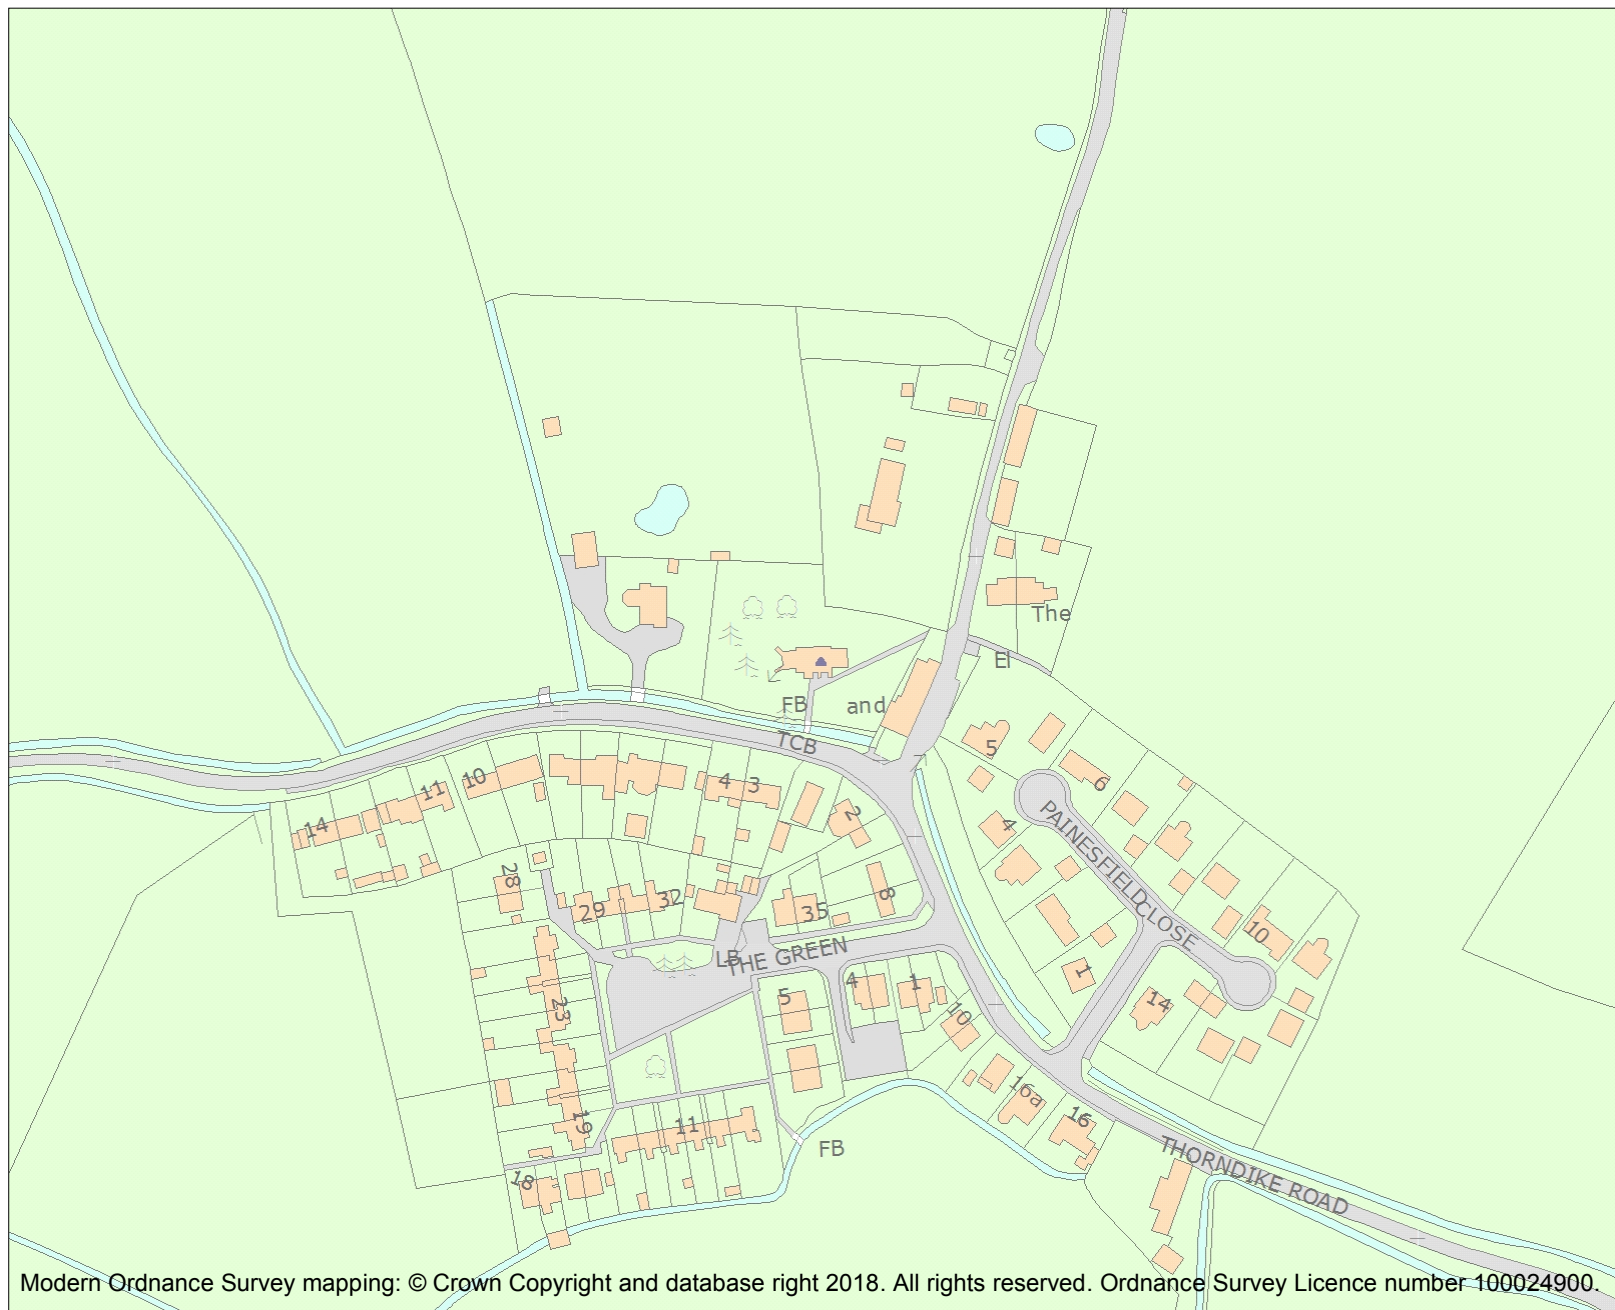 The
El
FB
and
TCB
5
6
4
3
10
11
14
2
4
PAINESFIELD CLOSE
28
29
32
35
8
10
LB
THE GREEN
1
4
1
5
14
10
23
16a
16
19
11
FB
THORNDIKE ROAD
18
Modern Ordnance Survey mapping: © Crown Copyright and database right 2018. All rights reserved. Ordnance Survey Licence number 100024900.